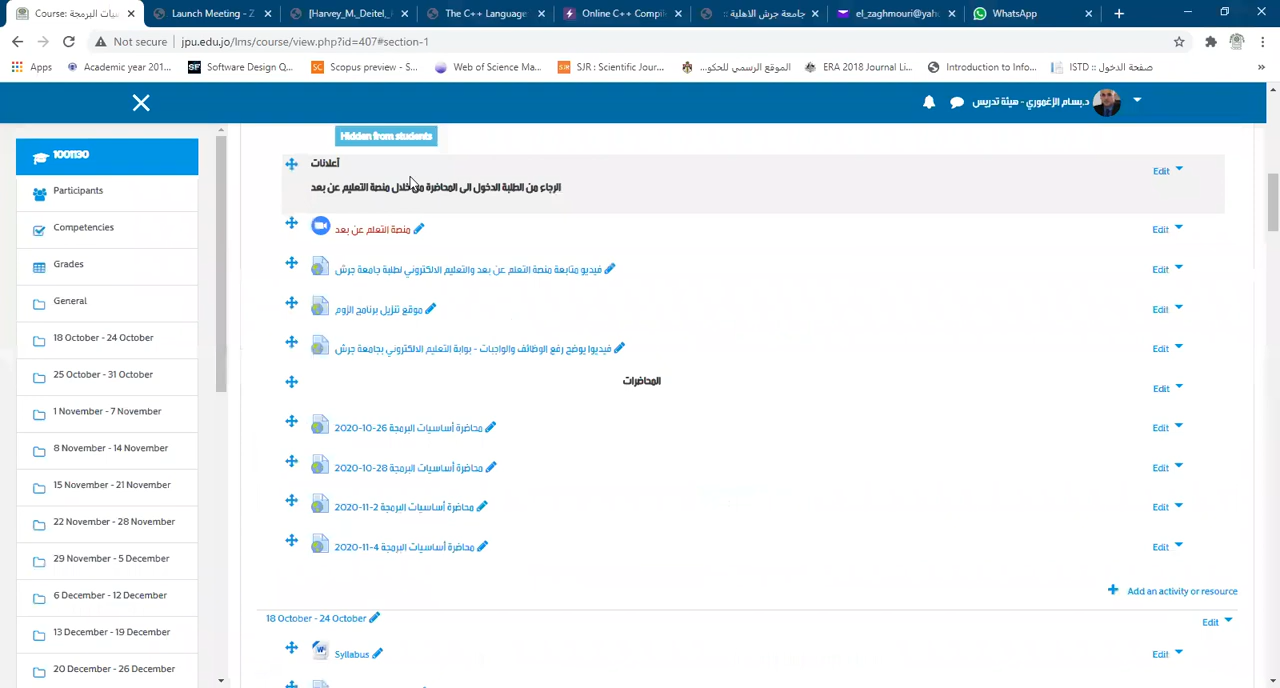 سيات البرمجة :Course
Launch Meeting - Z
[Harvey_M._Deitel,
The C++ Language
Online C++ Compil
جامعة جرش الاهلية ::
el_zaghmouri@yah
WhatsApp
Not secure
jpu.edu.jo/lms/course/view.php?id=407#section-1
Apps
Academic year 201...
Software Design Q...
Scopus preview - S...
Web of Science Ma...
SJR : Scientific Jour...
الموقع الرسمي للحكو...
ERA 2018 Journal Li...
Introduction to Info...
ISTD :: صفحة الدخول
»
د.بسام الزغموري - هيئة تدريس
1001130
Participants
Competencies
Grades
General
18 October - 24 October
25 October - 31 October
1 November - 7 November
8 November - 14 November
15 November - 21 November
22 November - 28 November
29 November - 5 December
6 December - 12 December
13 December - 19 December
20 December - 26 December
Hidden from students
أعلانات
Edit
الرجاء من الطلبة الدخول الى المحاضرة من خلال منصة التعليم عن بعد
منصة التعلم عن بعد
Edit
فيديو متابعة منصة التعلم عن بعد والتعليم الالكتروني لطلبة جامعة جرش
Edit
موقع تنزيل برنامج الزوم
Edit
فيديوا يوضح رفع الوظائف والواجبات - بوابة التعليم الالكتروني بجامعة جرش
Edit
المحاضرات
Edit
محاضرة أساسيات البرمجة 26-10-2020
Edit
محاضرة أساسيات البرمجة 28-10-2020
Edit
محاضرة أساسيات البرمجة 2-11-2020
Edit
محاضرة أساسيات البرمجة 4-11-2020
Edit
Add an activity or resource
18 October - 24 October
Edit
Syllabus
Edit